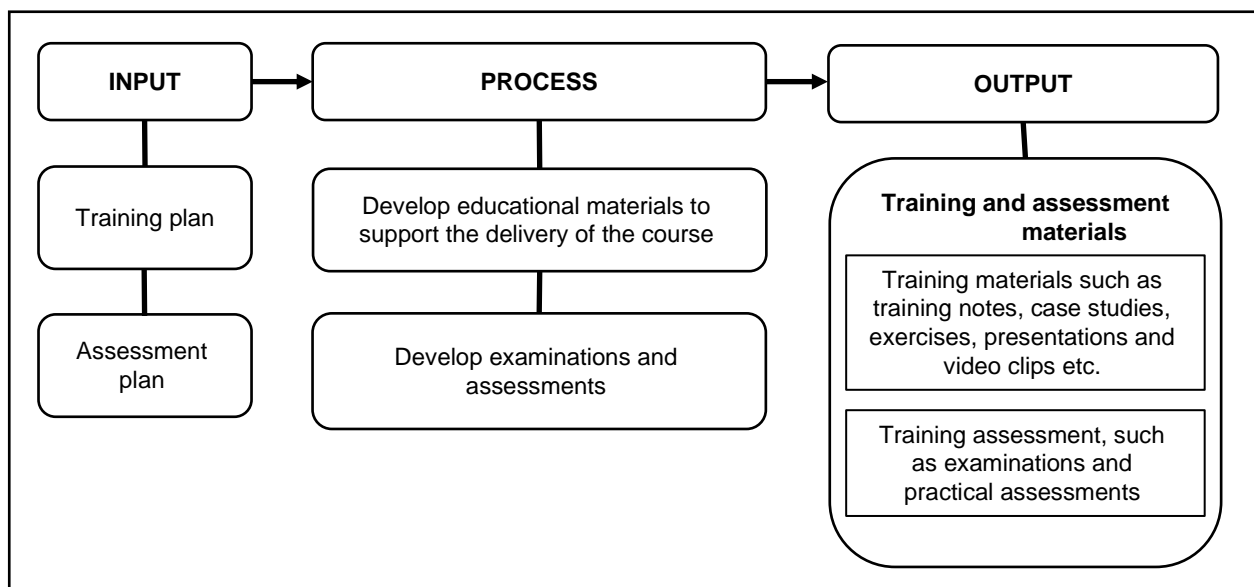 INPUT
PROCESS
OUTPUT
Training plan
Assessment
plan
Develop educational materials to
support the delivery of the course
Develop examinations and
assessments
Training and assessment
materials
Training materials such as
training notes, case studies,
exercises, presentations and
video clips etc.
Training assessment, such
as examinations and
practical assessments